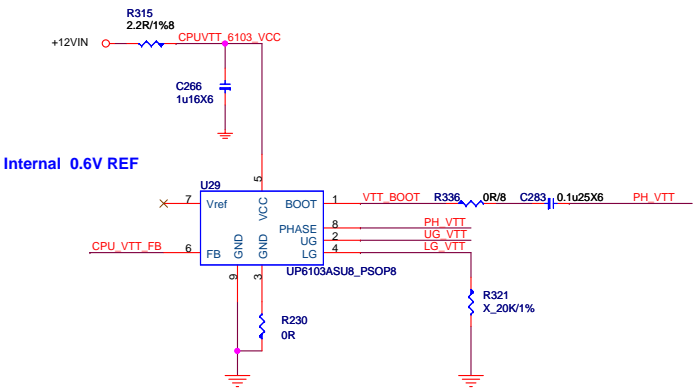 R315
2.2R/1%8
+12VIN
CPUVTT_6103_VCC
C266
1u16X6
Internal 0.6V REF
U29
5
7
Vref
VCC
BOOT
1
VTT_BOOT
R336
0R/8
C283
0.1u25X6
PH_VTT
PHASE
8
PH_VTT
UG
2
UG_VTT
CPU_VTT_FB
6
FB
GND
GND
LG
4
LG_VTT
UP6103ASU8_PSOP8
9
3
R321
X_20K/1%
R230
0R